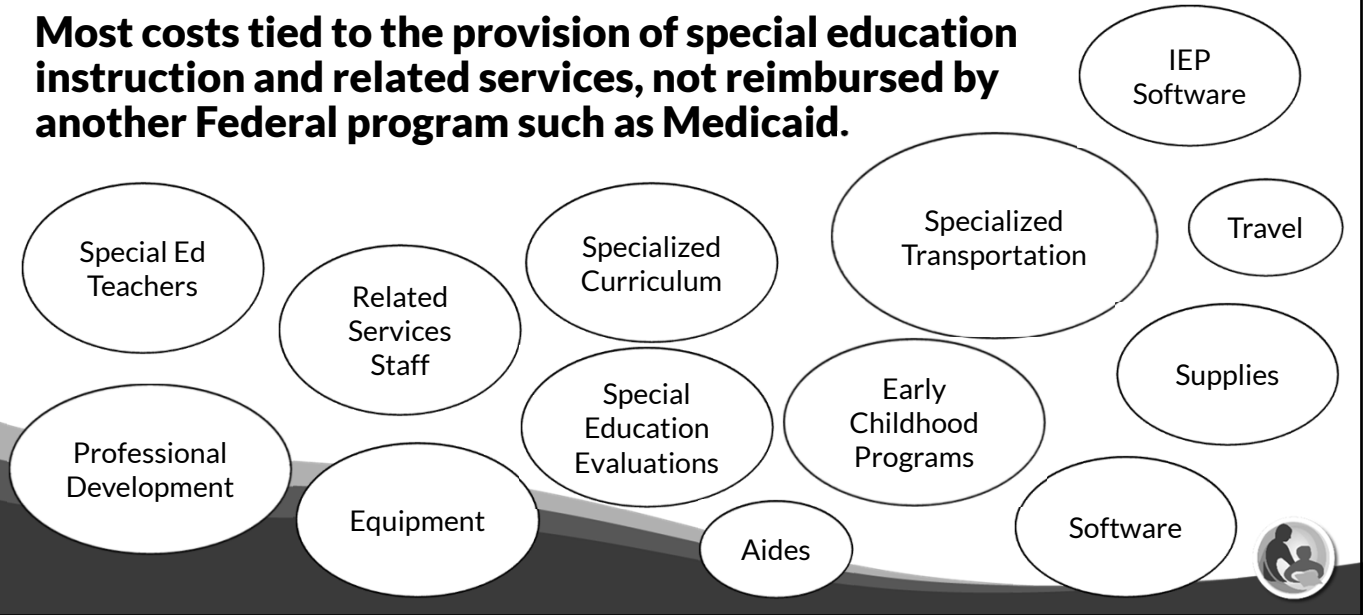 Most costs tied to the provision of special education
instruction and related services, not reimbursed by
another Federal program such as Medicaid.
IEP
Software
Special Ed
Teachers
Related
Services
Staff
Specialized
Curriculum
Specialized
Transportation
Travel
Professional
Development
Equipment
Special
Education
Evaluations
Early
Childhood
Programs
Supplies
Aides
Software